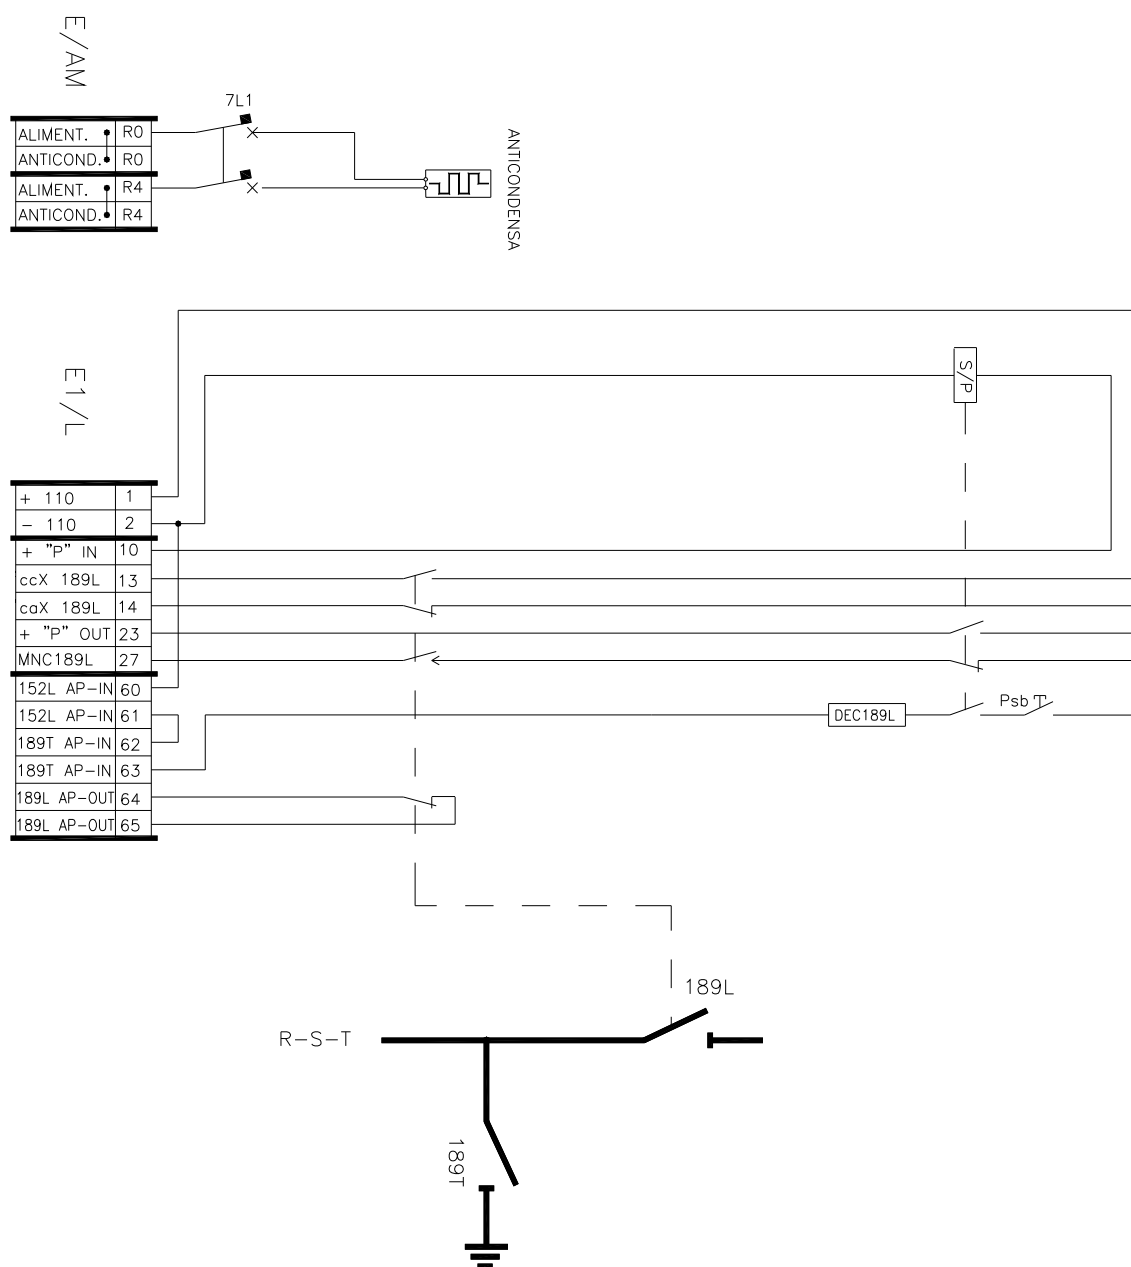 E/AM
7L1
ALIMENT. R0
ANTICOND. R0
ALIMENT. R4
ANTICOND. R4
ANTICONDENSA
E1/L
S/P
+ 110 1
- 110 2
+ "P" IN 10
ccX 189L 13
caX 189L 14
+ "P" OUT 23
MNC189L 27
152L AP-IN 60
152L AP-IN 61
189T AP-IN 62
189T AP-IN 63
189L AP-OUT 64
189L AP-OUT 65
DEC189L
Psb
189L
R-S-T
189T